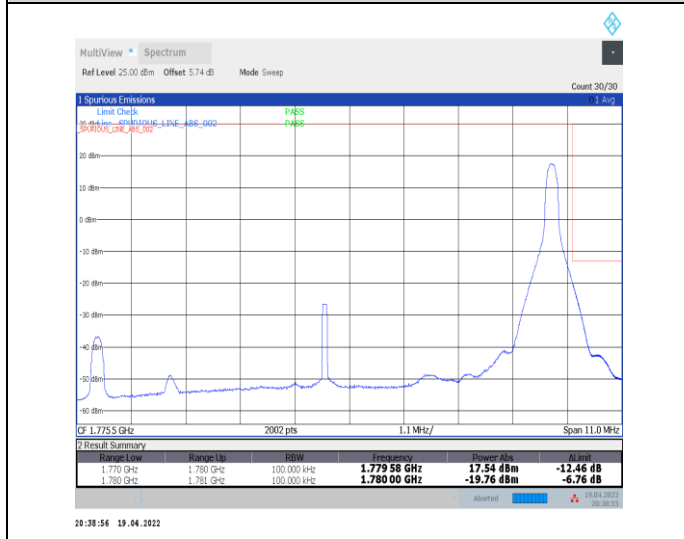 MultiView Spectrum
Ref Level 25.00 dBm Offset 5.74 dB Mode Sweep
Count 30/30
1 Spurious Emissions 1 Avg
Limit Check PASS
Line _SPURIOUS_LINE_ABS_002 PASS
_SPURIOUS_LINE_ABS_002
20 dBm
10 dBm
0 dBm
-10 dBm
-20 dBm
-30 dBm
-40 dBm
-50 dBm
-60 dBm
CF 1.7755 GHz 2002 pts 1.1 MHz/ Span 11.0 MHz
2 Result Summary
Range Low Range Up RBW Frequency Power Abs ΔLimit
1.770 GHz 1.780 GHz 100.000 kHz 1.779 58 GHz 17.54 dBm -12.46 dB
1.780 GHz 1.781 GHz 100.000 kHz 1.780 00 GHz -19.76 dBm -6.76 dB
Aborted 19.04.2022
20:38:55
20:38:56 19.04.2022